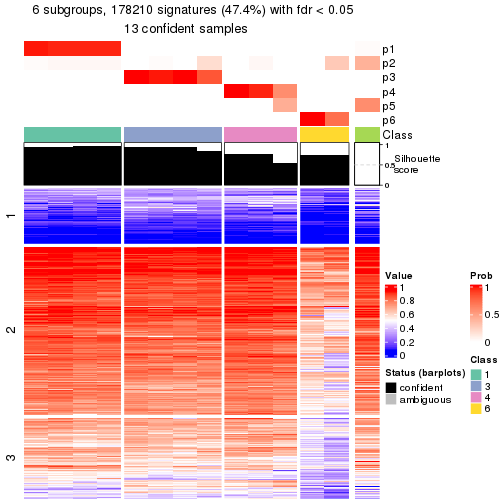 6 subgroups, 178210 signatures (47.4%) with fdr < 0.05
13 confident samples
p1
p2
p3
p4
p5
p6
Class
1
0.5
0
Silhouette
score
1
2
3
Value
1
0.8
0.6
0.4
0.2
0
Status (barplots)
confident
ambiguous
Prob
1
0.5
0
Class
1
3
4
6